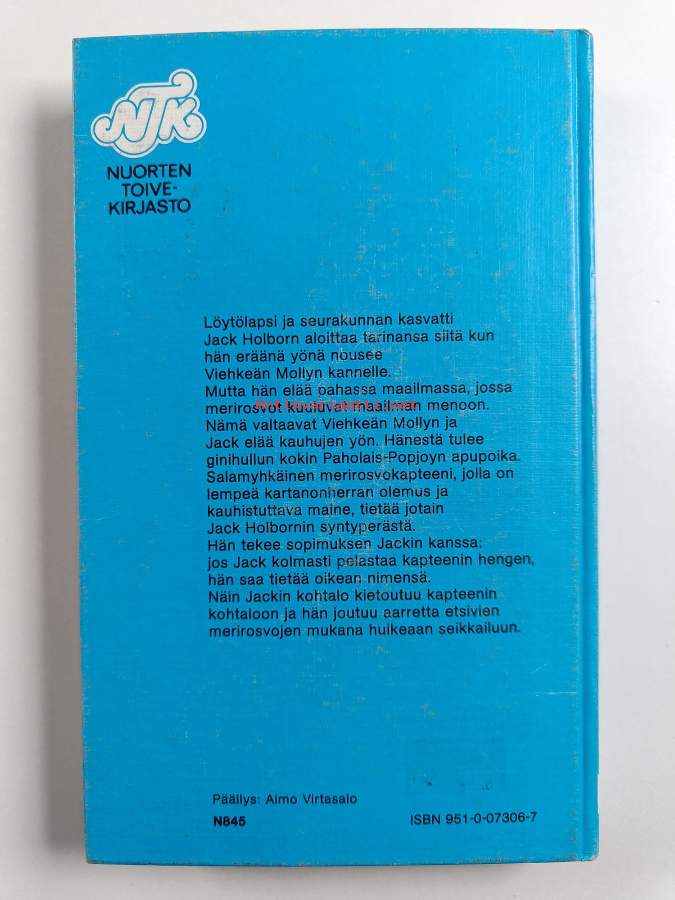 NTK
NUORTEN
TOIVE-
KIRJASTO
Löytölapsi ja seurakunnan kasvatti
Jack Holborn aloittaa tarinansa siitä kun
hän eräänä yönä nousee
Viehkeän Mollyn kannelle.
Mutta hän elää pahassa maailmassa, jossa
merirosvot kuuluvat maailman menoon.
Nämä valtaavat Viehkeän Mollyn ja
Jack elää kauhujen yön. Hänestä tulee
ginihullun kokin Paholais-Popjoyn apupoika.
Salamyhkäinen merirosvokapteeni, jolla on
lempeä kartanonherran olemus ja
kauhistuttava maine, tietää jotain
Jack Holbornin syntyperästä.
Hän tekee sopimuksen Jackin kanssa:
jos Jack kolmasti pelastaa kapteenin hengen,
hän saa tietää oikean nimensä.
Näin Jackin kohtalo kietoutuu kapteenin
kohtaloon ja hän joutuu aarretta etsivien
merirosvojen mukana huikeaan seikkailuun.
Päällys: Aimo Virtasalo
N845 ISBN 951-0-07306-7